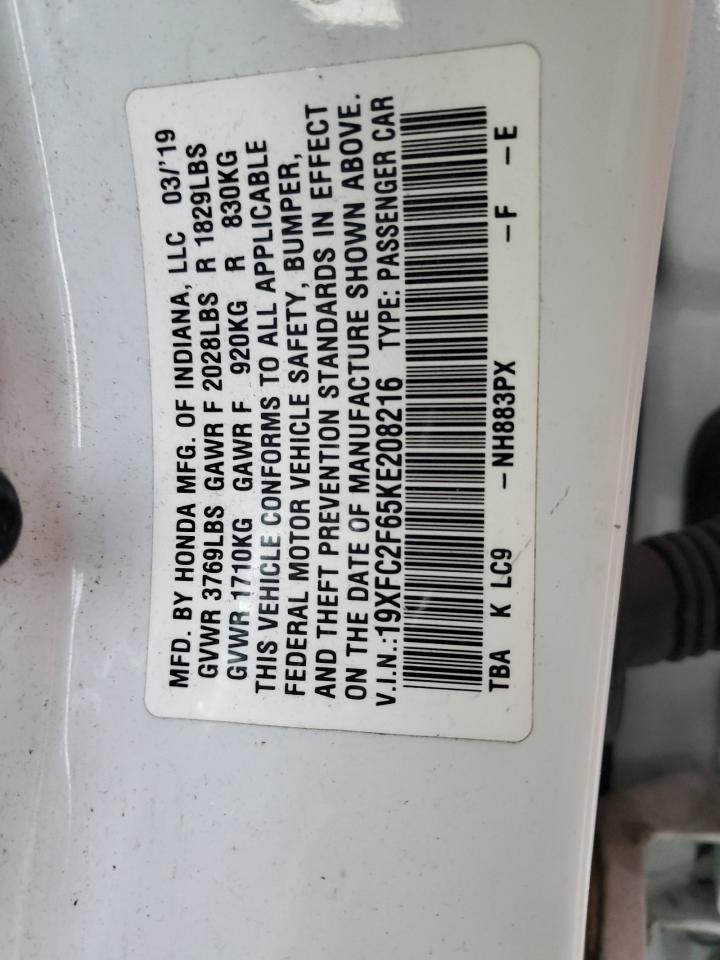 MFD. BY HONDA MFG. OF INDIANA, LLC 03/'19
GVWR 3769LBS GAWR F 2028LBS R 1829LBS
GVWR 1710KG GAWR F 920KG R 830KG
THIS VEHICLE CONFORMS TO ALL APPLICABLE
FEDERAL MOTOR VEHICLE SAFETY, BUMPER,
AND THEFT PREVENTION STANDARDS IN EFFECT
ON THE DATE OF MANUFACTURE SHOWN ABOVE.
V.I.N.:19XFC2F65KE208216 TYPE: PASSENGER CAR
TBA K LC9 -NH883PX -F -E